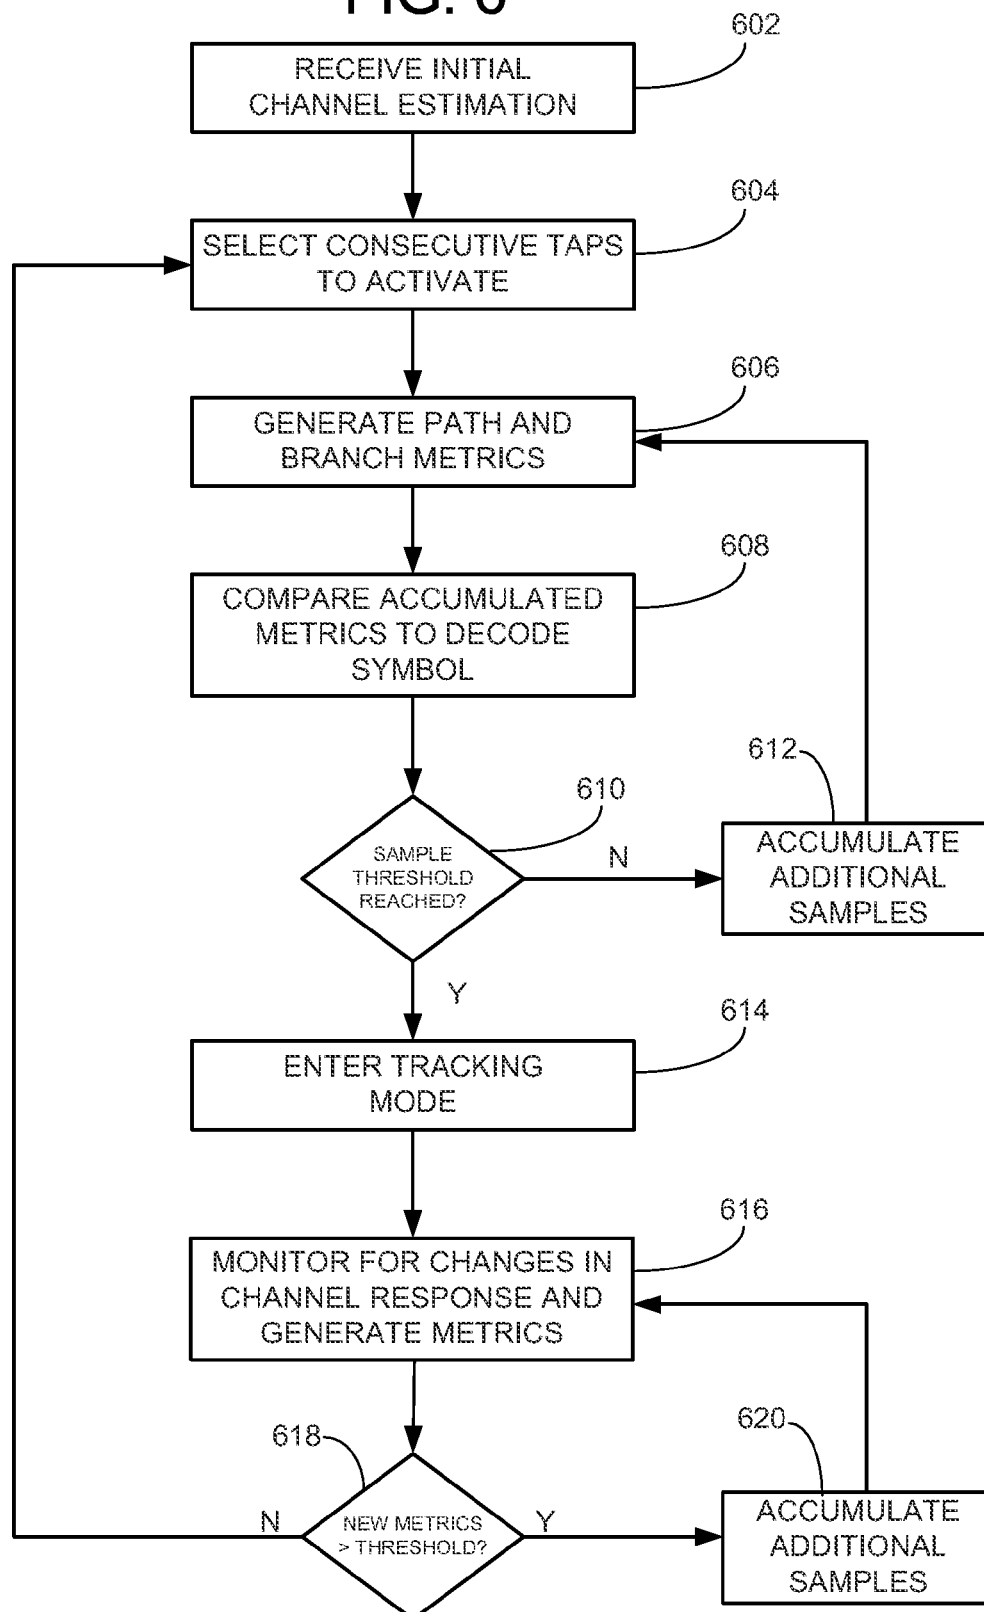 FIG. 6
602
RECEIVE INITIAL
CHANNEL ESTIMATION
604
SELECT CONSECUTIVE TAPS
TO ACTIVATE
606
GENERATE PATH AND
BRANCH METRICS
608
COMPARE ACCUMULATED
METRICS TO DECODE
SYMBOL
610
SAMPLE
THRESHOLD
REACHED?
N
612
ACCUMULATE
ADDITIONAL
SAMPLES
Y
614
ENTER TRACKING
MODE
616
MONITOR FOR CHANGES IN
CHANNEL RESPONSE AND
GENERATE METRICS
618
NEW METRICS
> THRESHOLD?
N
Y
620
ACCUMULATE
ADDITIONAL
SAMPLES